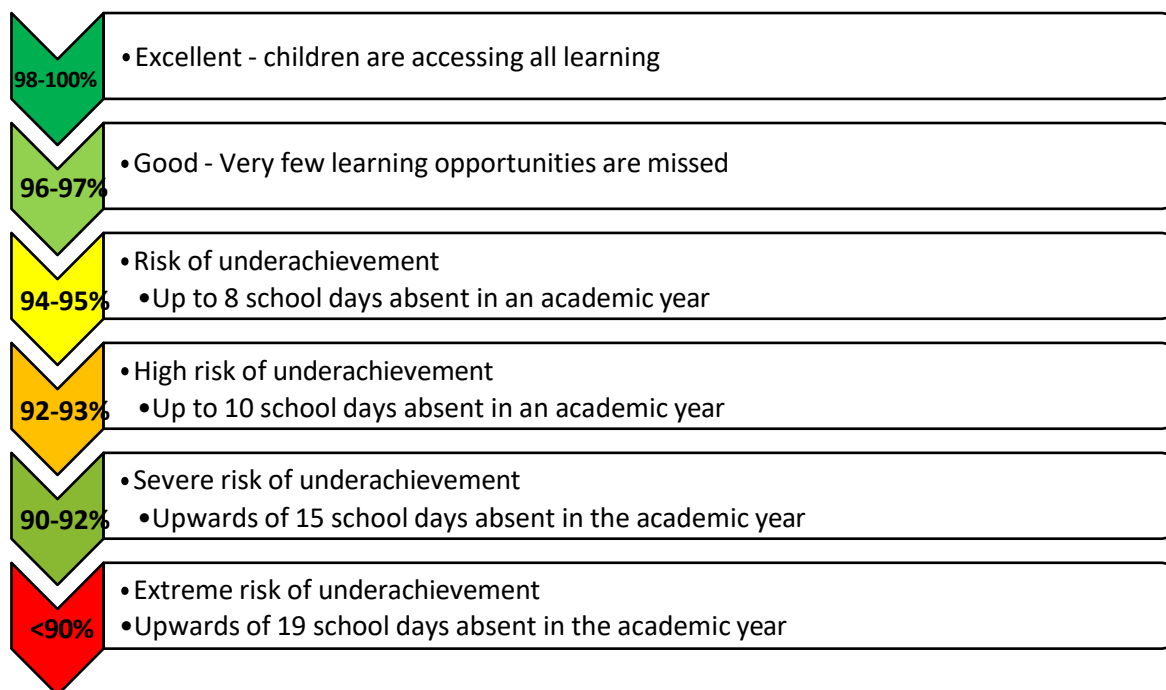 98-100%
•Excellent - children are accessing all learning
96-97%
•Good - Very few learning opportunities are missed
94-95%
•Risk of underachievement
•Up to 8 school days absent in an academic year
92-93%
•High risk of underachievement
•Up to 10 school days absent in an academic year
90-92%
•Severe risk of underachievement
•Upwards of 15 school days absent in the academic year
<90%
•Extreme risk of underachievement
•Upwards of 19 school days absent in the academic year